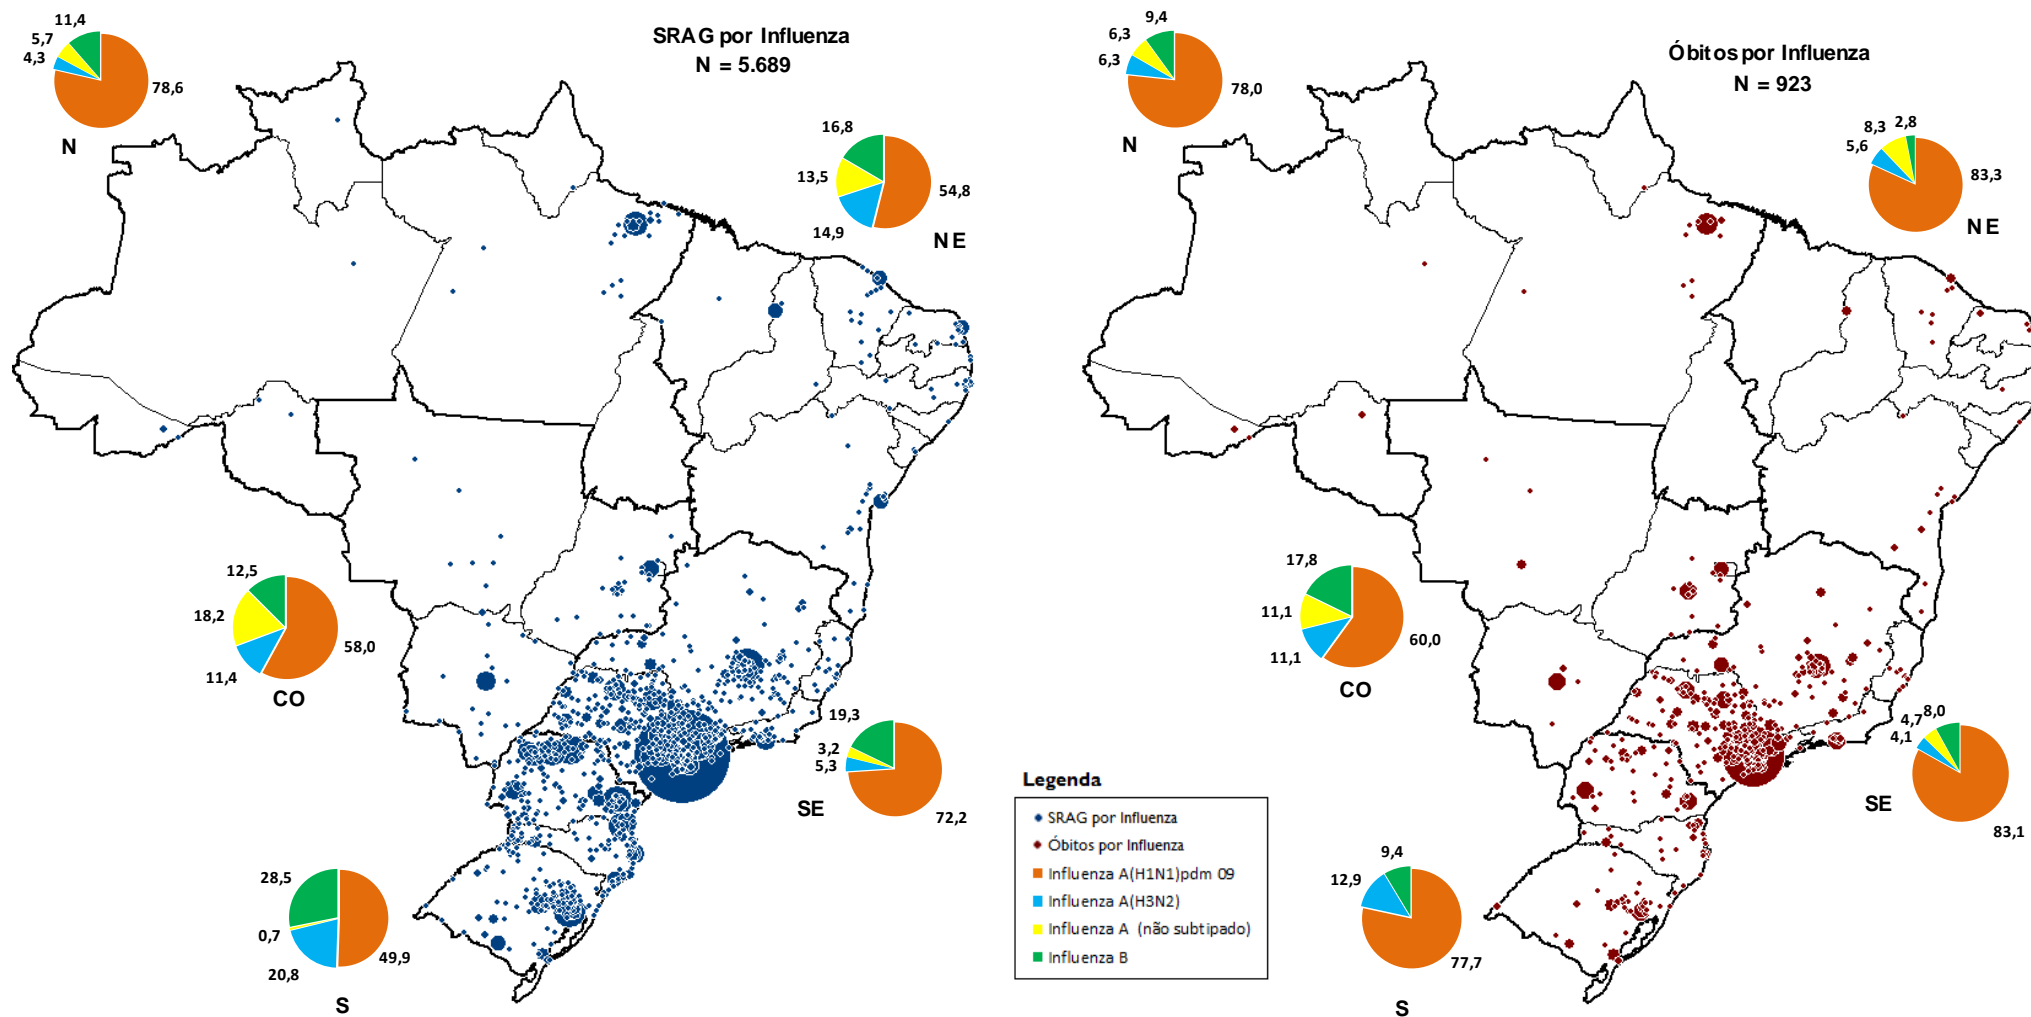 SRAG por Influenza
N = 5.689
11,4
5,7
4,3
78,6
N
16,8
13,5
54,8
14,9
NE
12,5
18,2
58,0
11,4
CO
19,3
3,2
5,3
72,2
SE
28,5
0,7
20,8
49,9
S
Óbitos por Influenza
N = 923
9,4
6,3
6,3
78,0
N
8,3
2,8
5,6
83,3
NE
17,8
11,1
11,1
60,0
CO
4,7
8,0
4,1
83,1
SE
9,4
12,9
77,7
S
Legenda
SRAG por Influenza
Óbitos por Influenza
Influenza A(H1N1)pdm 09
Influenza A(H3N2)
Influenza A (não subtipado)
Influenza B